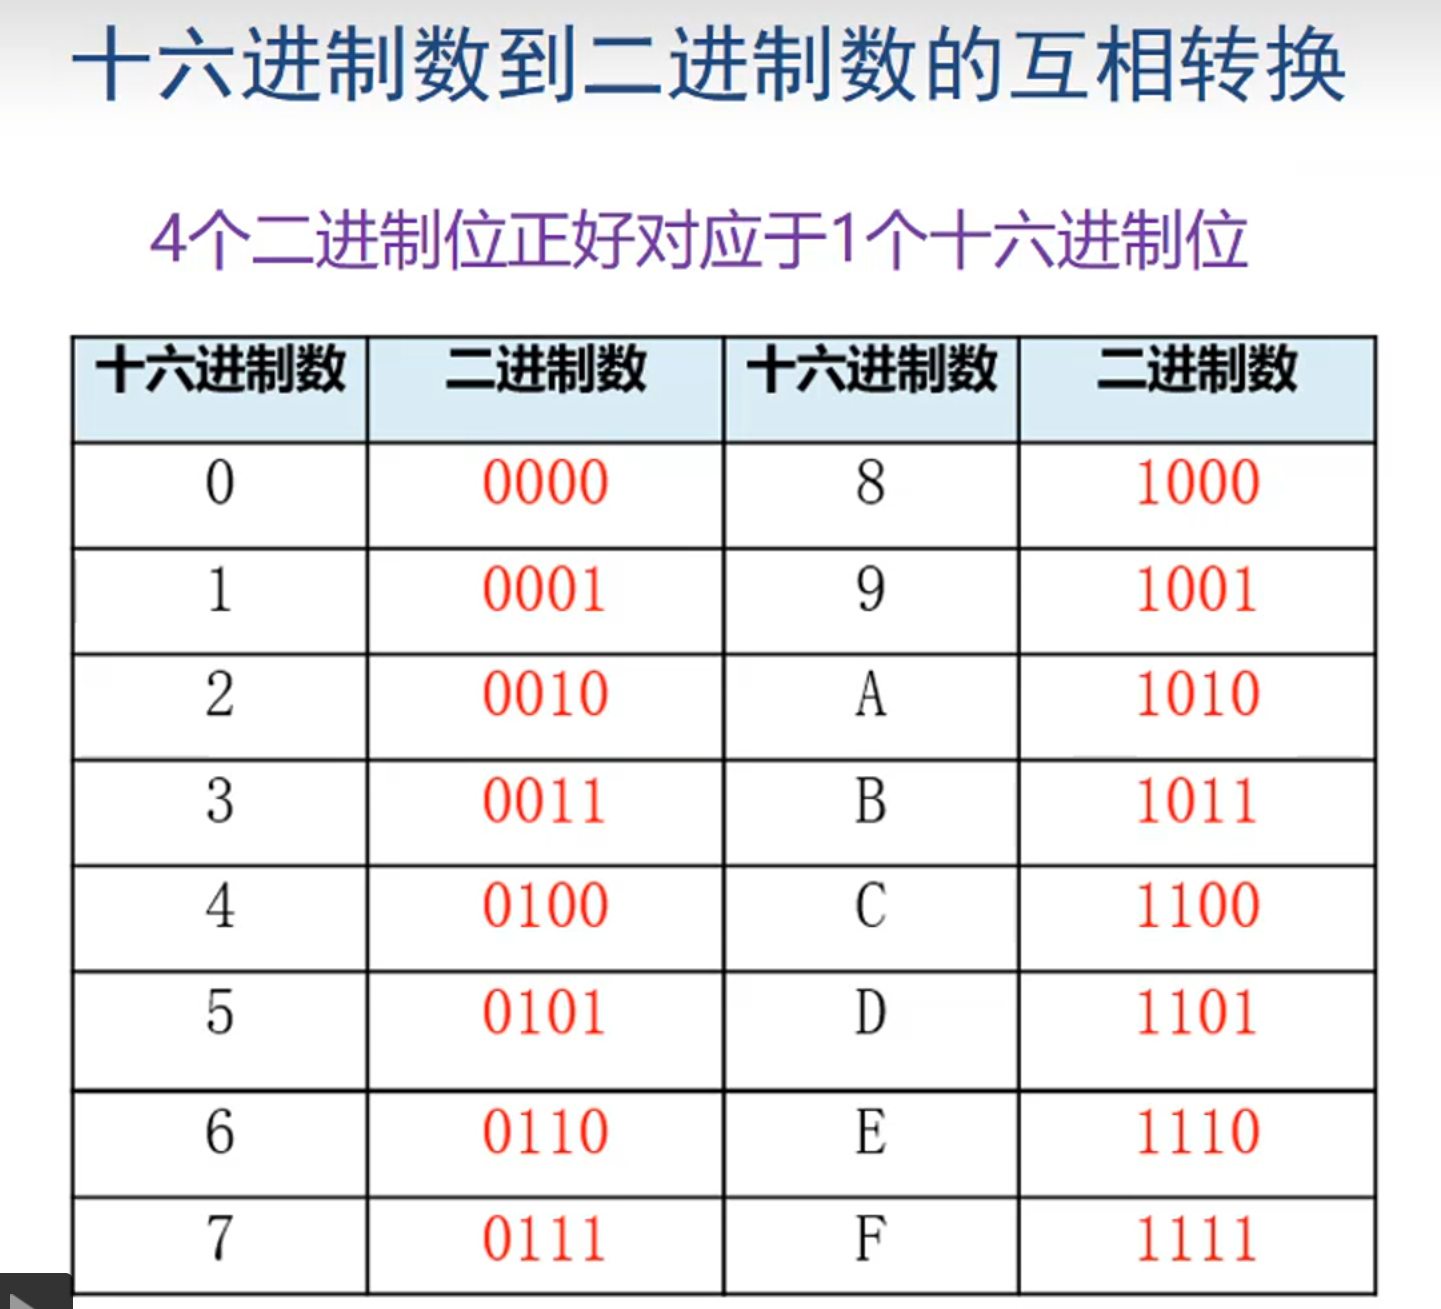 十六进制数到二进制数的互相转换
4个二进制位正好对应于1个十六进制位
十六进制数 二进制数 十六进制数 二进制数
0 0000 8 1000
1 0001 9 1001
2 0010 A 1010
3 0011 B 1011
4 0100 C 1100
5 0101 D 1101
6 0110 E 1110
7 0111 F 1111